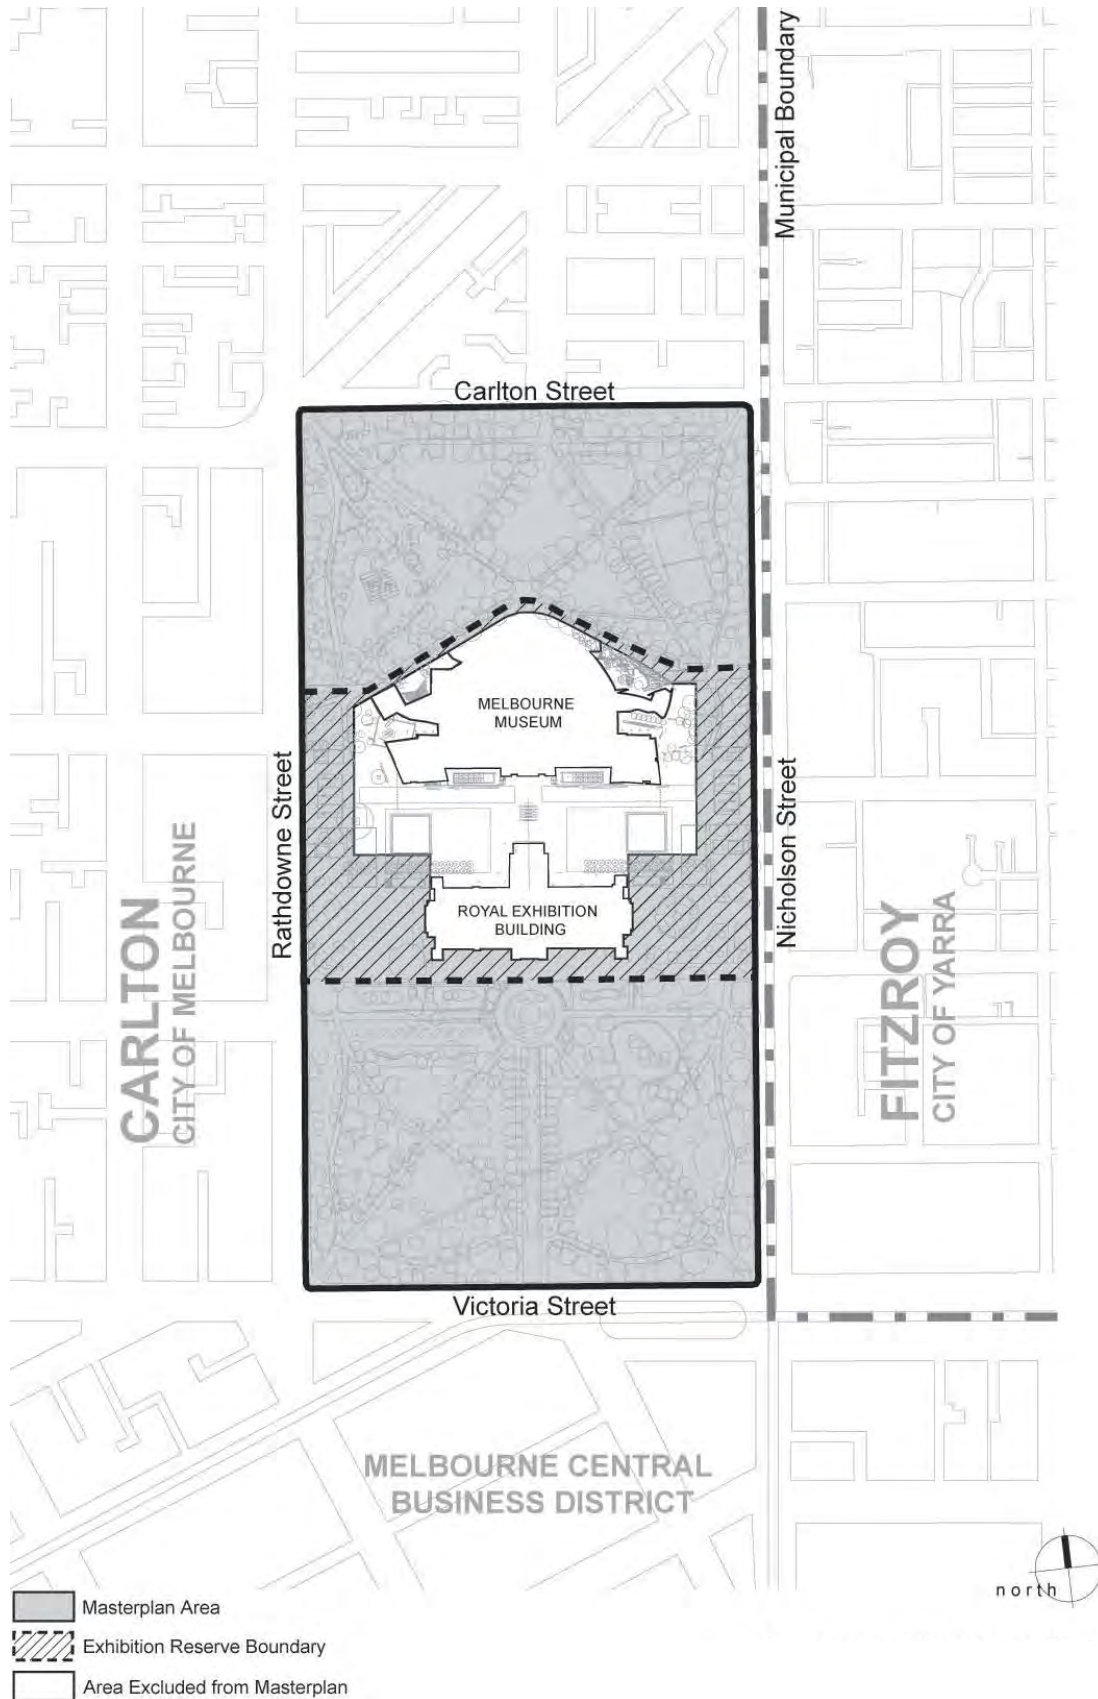 Municipal Boundary
Carlton Street
MELBOURNE
MUSEUM
Rathdowne Street
Nicholson Street
CARLTON
CITY OF MELBOURNE
ROYAL EXHIBITION
BUILDING
FITZROY
CITY OF YARRA
Victoria Street
MELBOURNE CENTRAL
BUSINESS DISTRICT
north
Masterplan Area
Exhibition Reserve Boundary
Area Excluded from Masterplan